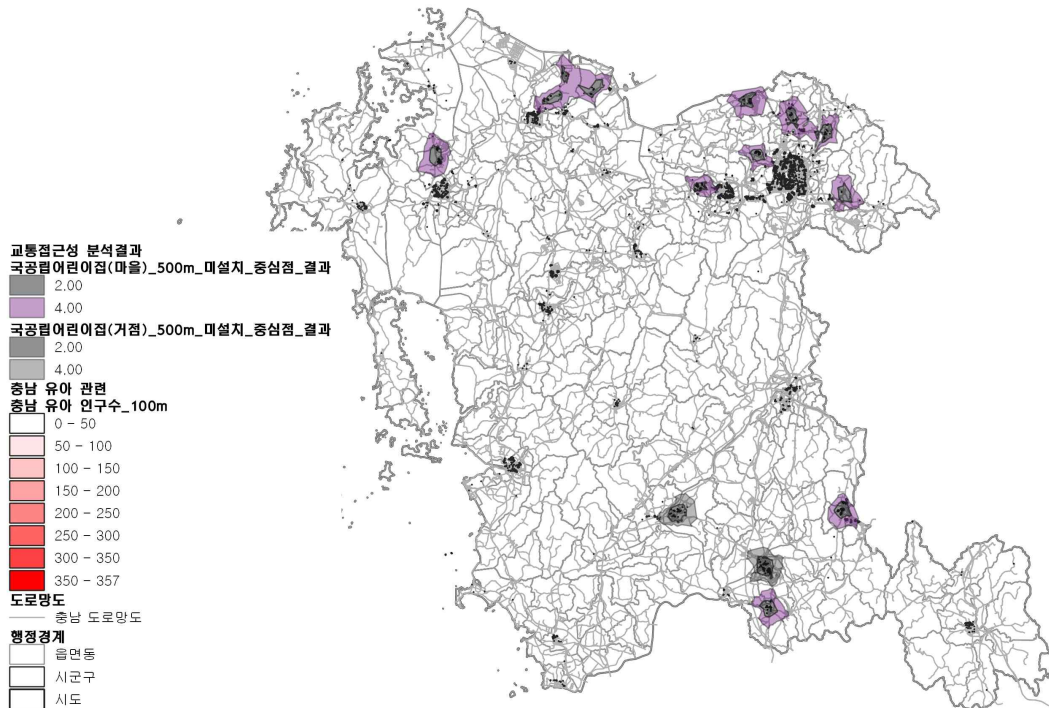 교통접근성 분석결과
국공립어린이집(마을)_500m_미설치_중심점_결과
2.00
4.00
국공립어린이집(거점)_500m_미설치_중심점_결과
2.00
4.00
충남 유아 관련
충남 유아 인구수_100m
0 - 50
50 - 100
100 - 150
150 - 200
200 - 250
250 - 300
300 - 350
350 - 357
도로망도
충남 도로망도
행정경계
읍면동
시군구
시도